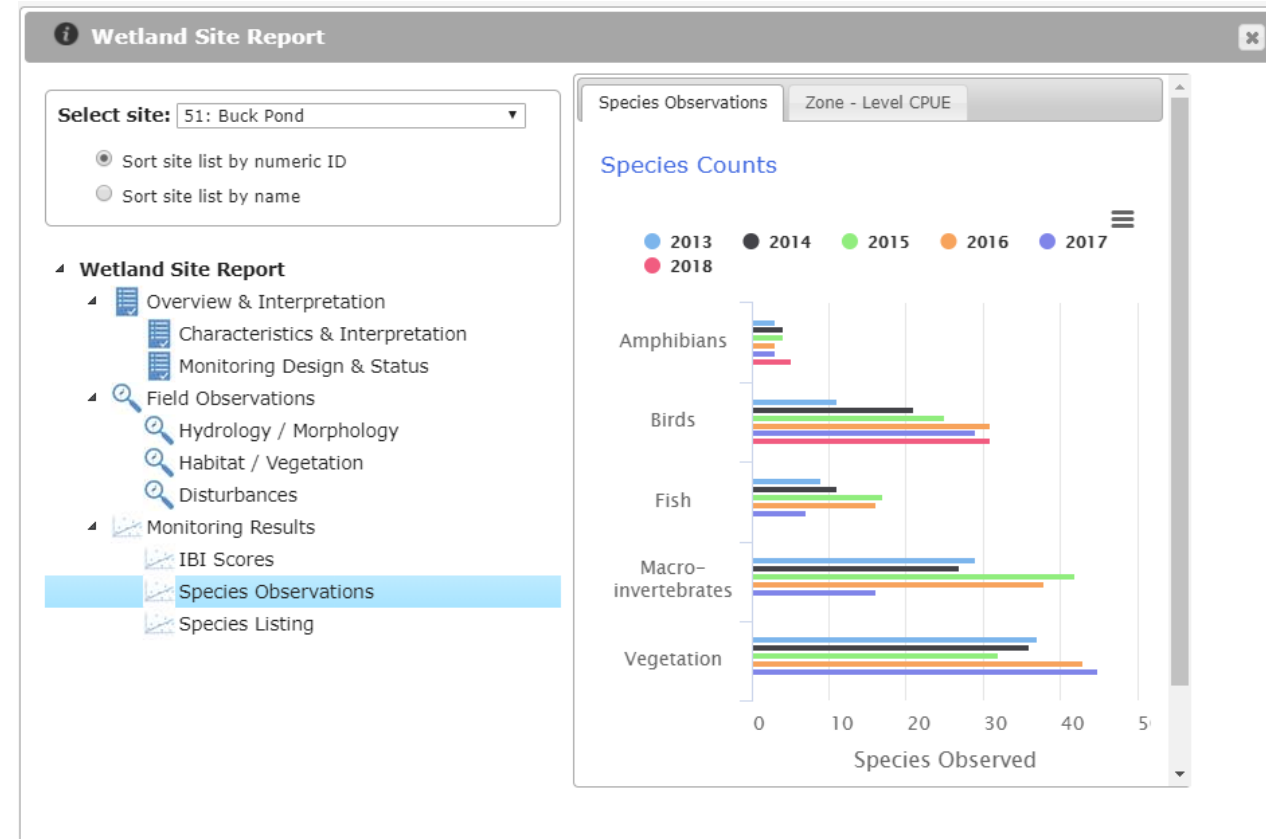 Wetland Site Report
Select site: 51: Buck Pond
Sort site list by numeric ID
Sort site list by name
Wetland Site Report
Overview & Interpretation
Characteristics & Interpretation
Monitoring Design & Status
Field Observations
Hydrology / Morphology
Habitat / Vegetation
Disturbances
Monitoring Results
IBI Scores
Species Observations
Species Listing
Species Observations Zone - Level CPUE
Species Counts
2013 2014 2015 2016 2017
2018
Amphibians
Birds
Fish
Macro-
invertebrates
Vegetation
0 10 20 30 40
Species Observed